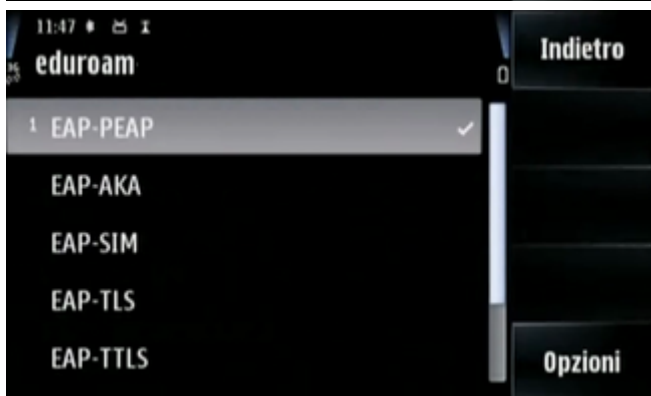 11:47
eduroam
Indietro
1 EAP-PEAP
EAP-AKA
EAP-SIM
EAP-TLS
EAP-TTLS
Opzioni